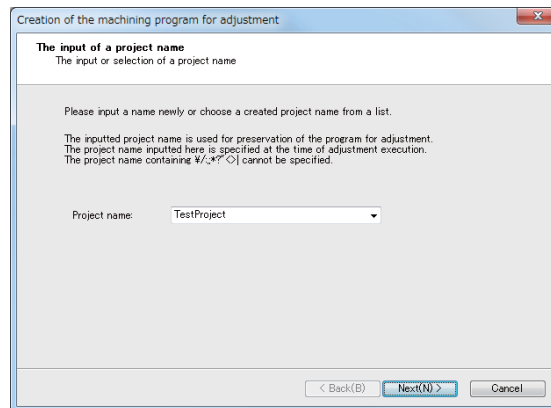 Creation of the machining program for adjustment
The input of a project name
The input or selection of a project name
Please input a name newly or choose a created project name from a list.
The inputted project name is used for preservation of the program for adjustment.
The project name inputted here is specified at the time of adjustment execution.
The project name containing ¥/:;*?"<>| cannot be specified.
Project name: TestProject
< Back(B) Next(N) > Cancel